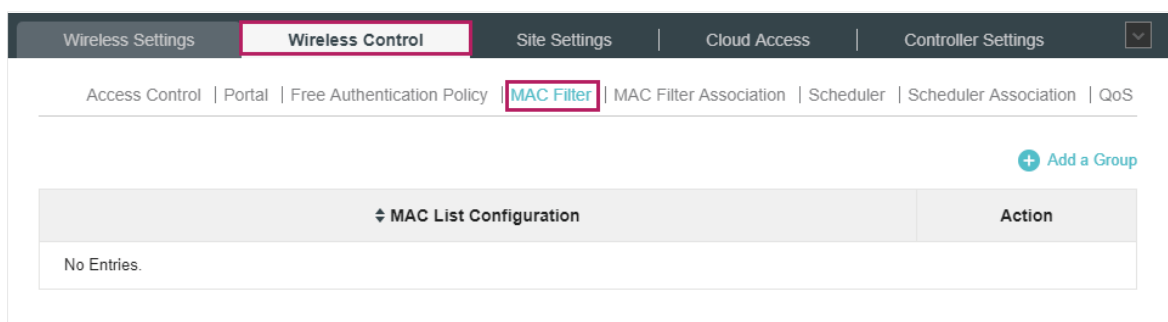 Wireless Settings Wireless Control Site Settings | Cloud Access | Controller Settings
Access Control | Portal | Free Authentication Policy | MAC Filter | MAC Filter Association | Scheduler | Scheduler Association | QoS
Add a Group
MAC List Configuration Action
No Entries.